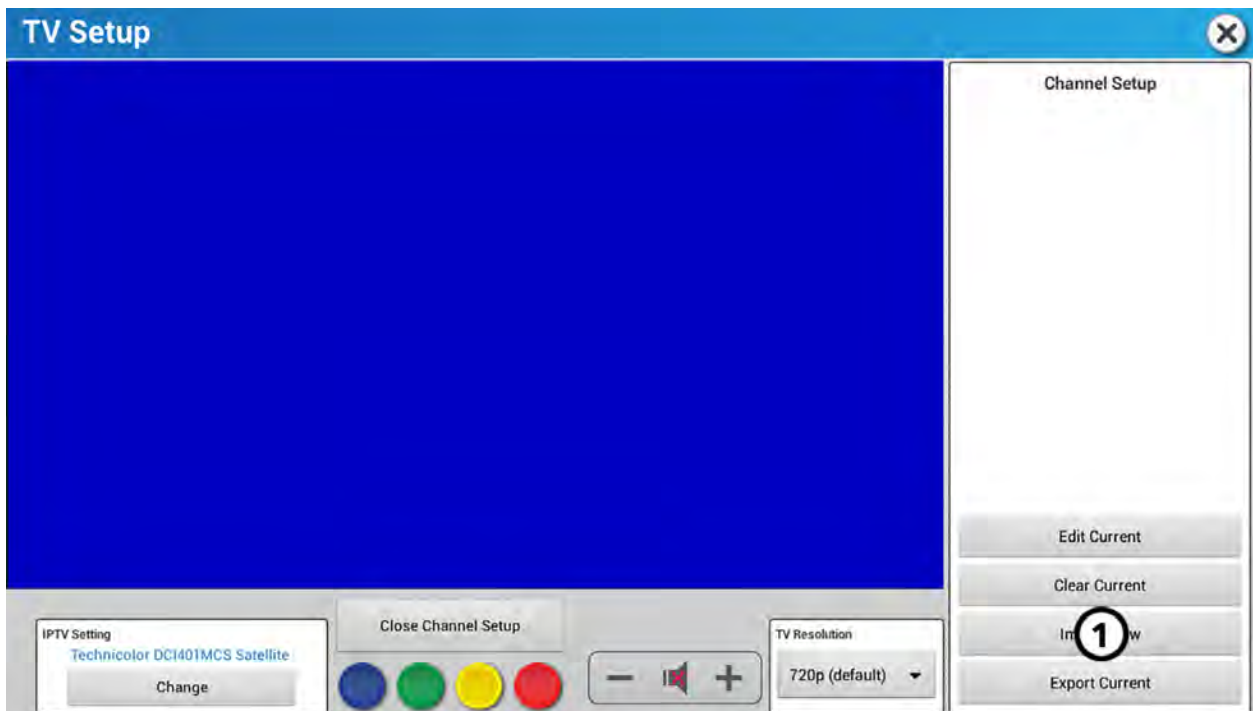 TV Setup
Channel Setup
Edit Current
Clear Current
1
Export Current
Close Channel Setup
IPTV Setting
Technicolor DCI401MCS Satellite
Change
TV Resolution
720p (default)